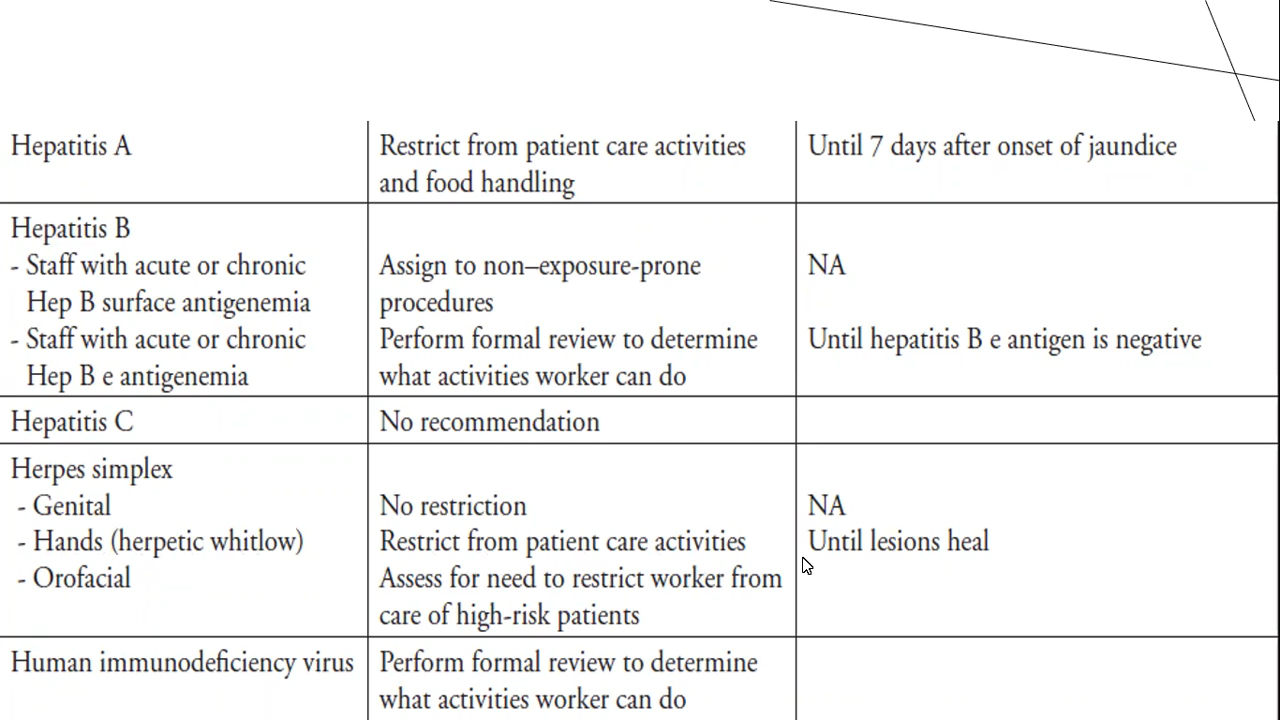 Hepatitis A
Restrict from patient care activities
and food handling
Until 7 days after onset of jaundice
Hepatitis B
- Staff with acute or chronic
Hep B surface antigenemia
Assign to non–exposure-prone
procedures
NA
- Staff with acute or chronic
Hep B e antigenemia
Perform formal review to determine
what activities worker can do
Until hepatitis B e antigen is negative
Hepatitis C
No recommendation
Herpes simplex
- Genital
No restriction
NA
- Hands (herpetic whitlow)
Restrict from patient care activities
Until lesions heal
- Orofacial
Assess for need to restrict worker from
care of high-risk patients
Human immunodeficiency virus
Perform formal review to determine
what activities worker can do